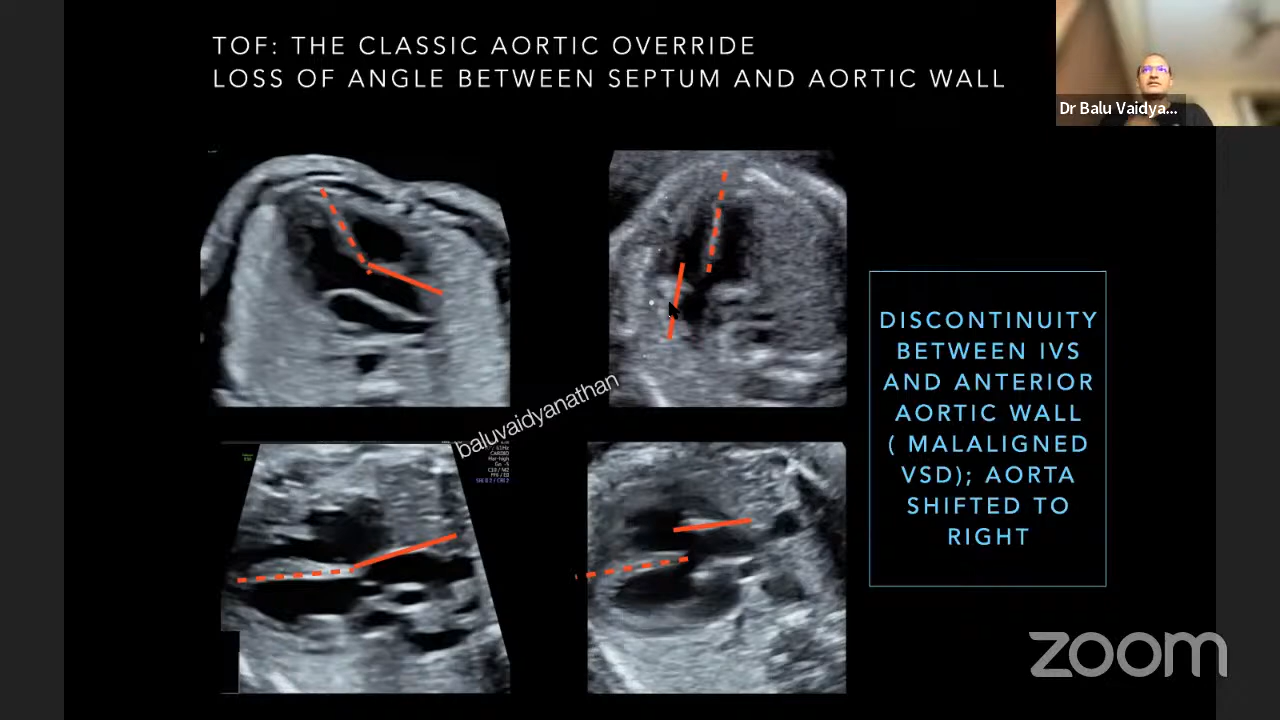 TOF: THE CLASSIC AORTIC OVERRIDE
LOSS OF ANGLE BETWEEN SEPTUM AND AORTIC WALL
Dr Balu Vaidya...
DISCONTINUITY
BETWEEN IVS
AND ANTERIOR
AORTIC WALL
( MALALIGNED
VSD); AORTA
SHIFTED TO
RIGHT
baluvaidyanathan
CARDIO
zoom